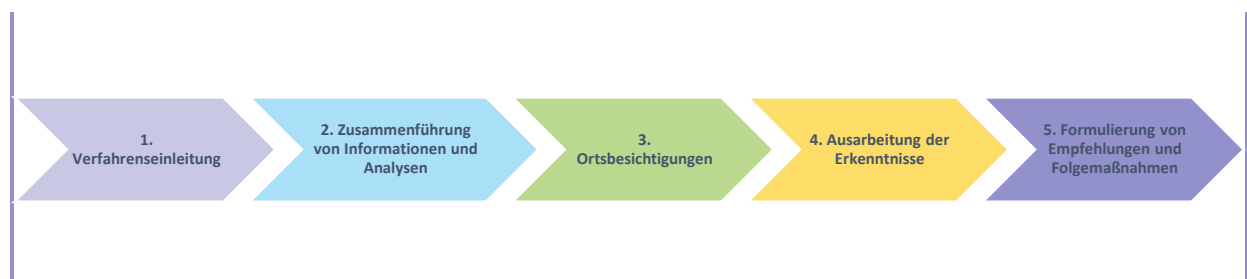 1.
Verfahrenseinleitung
2. Zusammenführung
von Informationen und
Analysen
3.
Ortsbesichtigungen
4. Ausarbeitung der
Erkenntnisse
5. Formulierung von
Empfehlungen und
Folgemaßnahmen